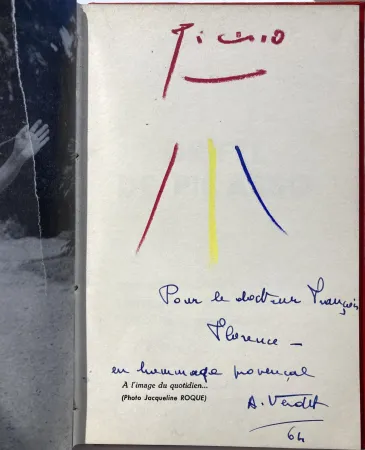 Picasso
Pour le docteur François
Florence –
en hommage provençal
A l'image du quotidien...
(Photo Jacqueline ROQUE)
A. Verdet
64